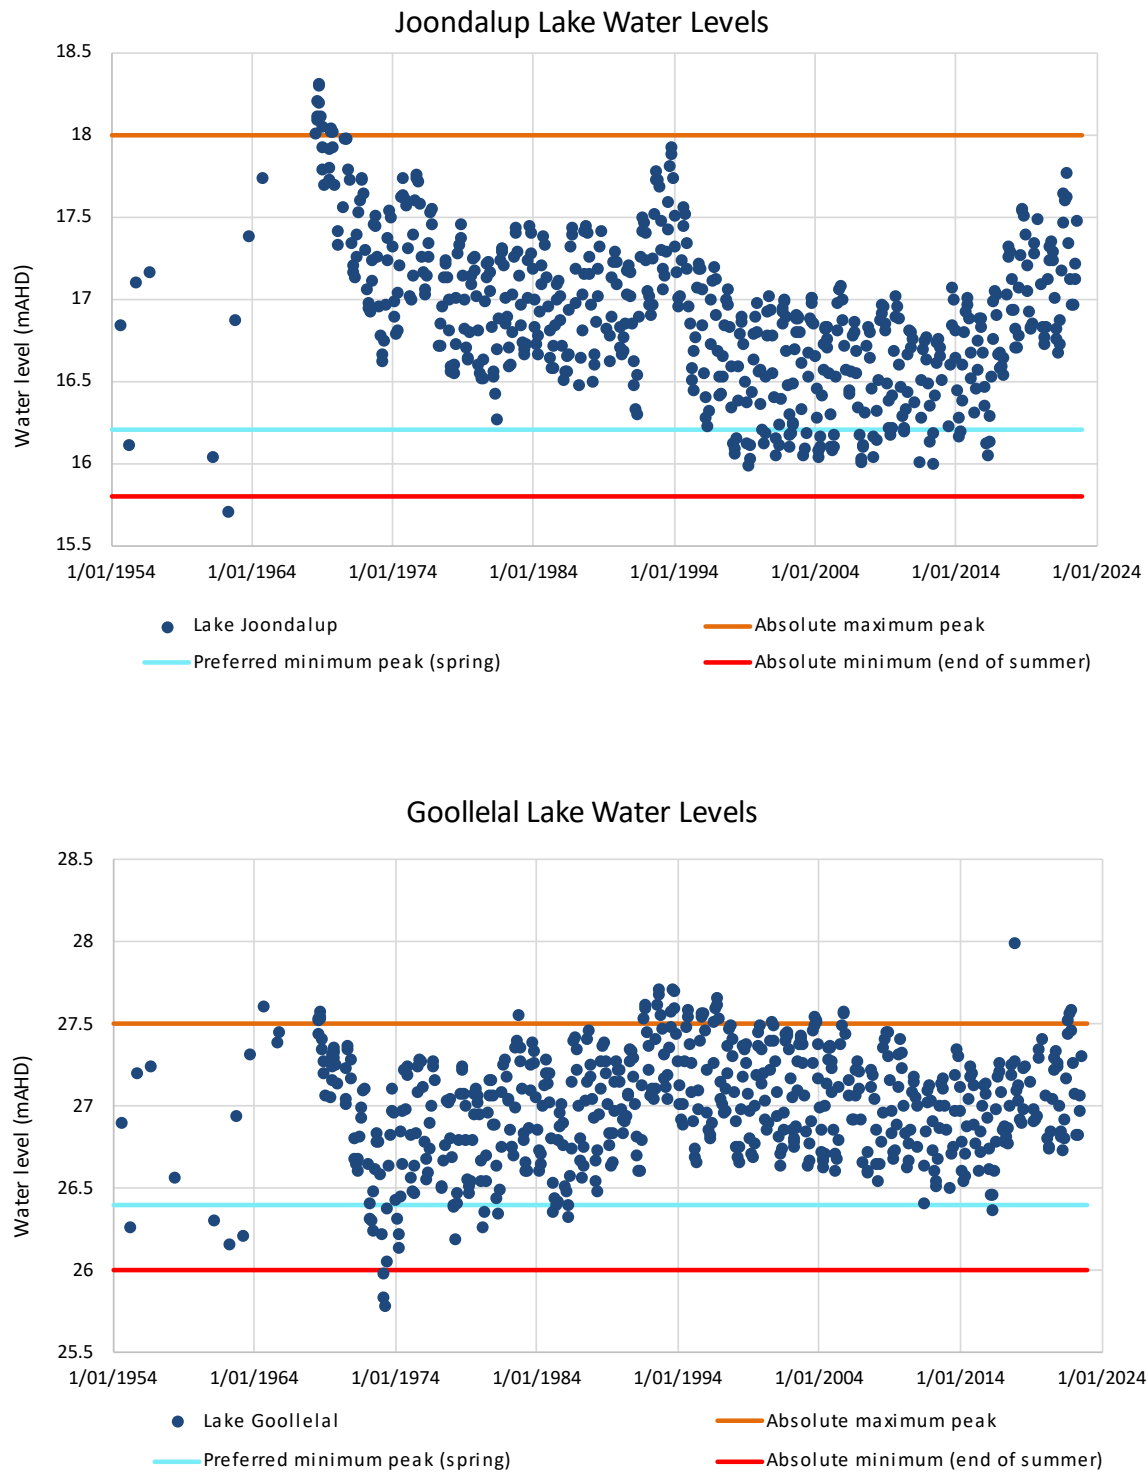 Joondalup Lake Water Levels
18.5
18
17.5
17
16.5
16
15.5
Water level (mAHD)
1/01/1954 1/01/1964 1/01/1974 1/01/1984 1/01/1994 1/01/2004 1/01/2014 1/01/2024
Lake Joondalup Absolute maximum peak
Preferred minimum peak (spring) Absolute minimum (end of summer)
Goollelal Lake Water Levels
28.5
28
27.5
27
26.5
26
25.5
Water level (mAHD)
1/01/1954 1/01/1964 1/01/1974 1/01/1984 1/01/1994 1/01/2004 1/01/2014 1/01/2024
Lake Goollelal Absolute maximum peak
Preferred minimum peak (spring) Absolute minimum (end of summer)